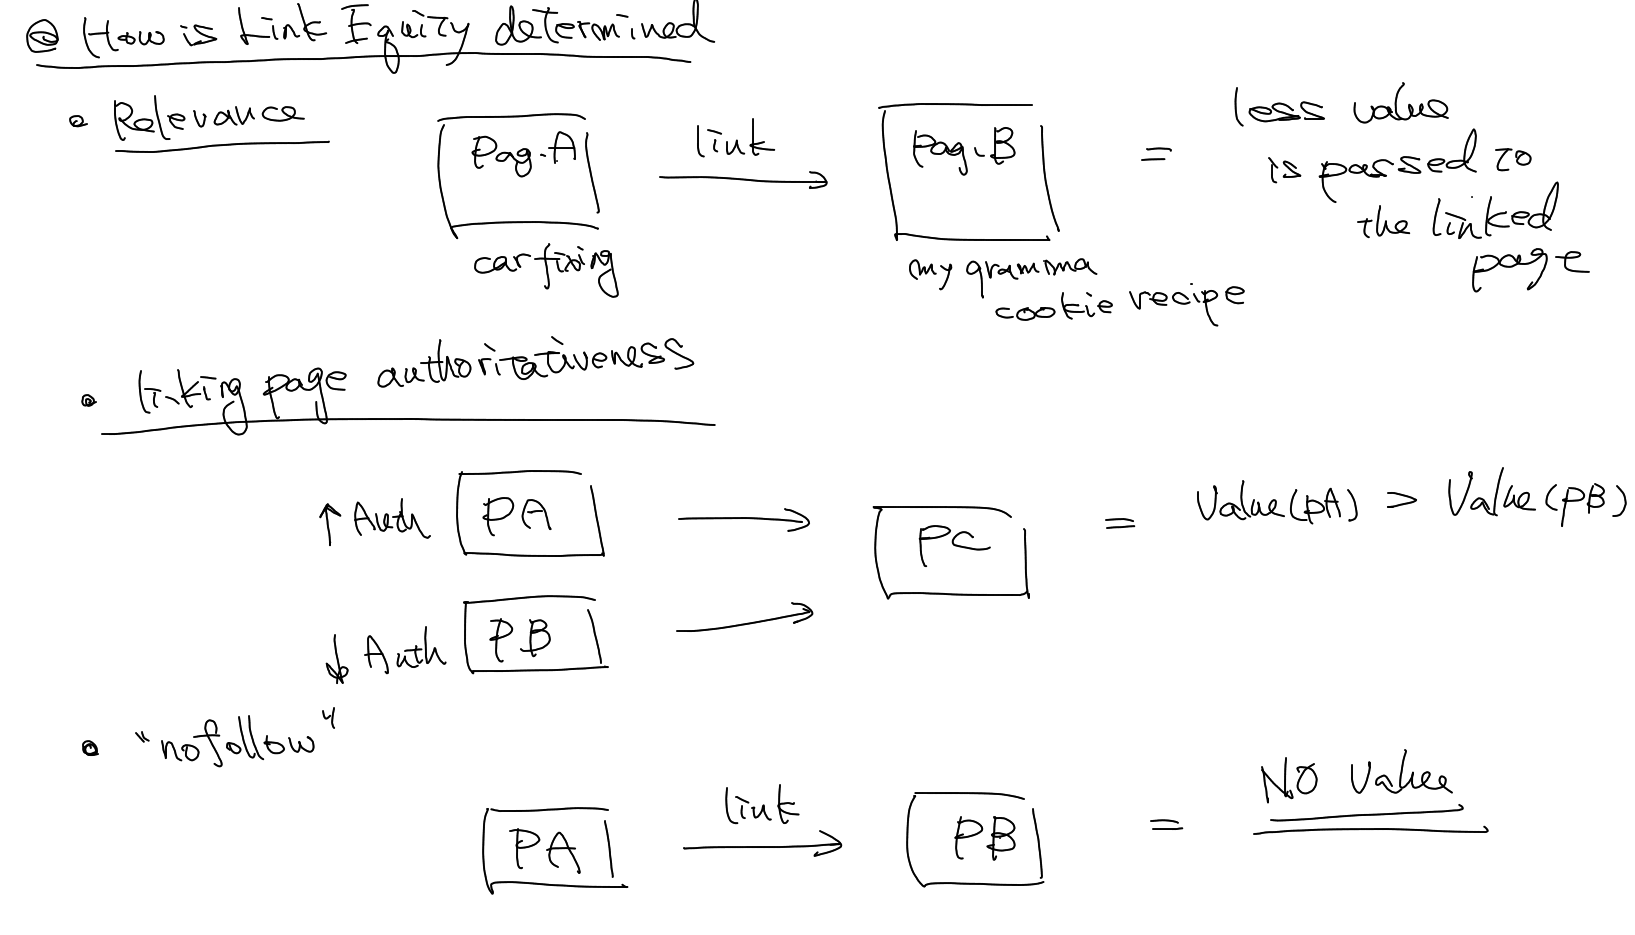 How is Link Equity determined
Relevance
Page A
link
Page B
=
less value
is passed to
the linked
page
car fixing
my gramma
cookie recipe
linking page authoritativeness
↑ Auth
PA
PC
=
Value(PA) > Value(PB)
↓ Auth
PB
"nofollow"
PA
link
PB
=
NO Value